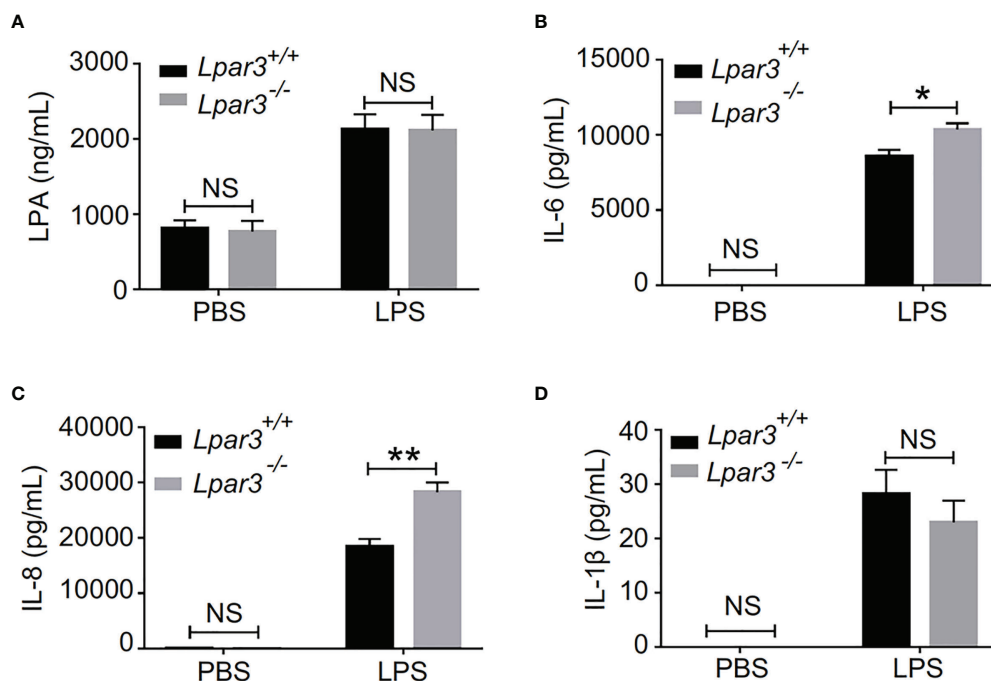 A
LPA (ng/mL)
3000
2000
1000
0
Lpar3+/+
Lpar3-/-
NS
NS
PBS
LPS
B
IL-6 (pg/mL)
15000
10000
5000
0
Lpar3+/+
Lpar3-/-
NS
*
PBS
LPS
C
IL-8 (pg/mL)
40000
30000
20000
10000
0
Lpar3+/+
Lpar3-/-
NS
**
PBS
LPS
D
IL-1β (pg/mL)
40
30
20
10
0
Lpar3+/+
Lpar3-/-
NS
NS
PBS
LPS